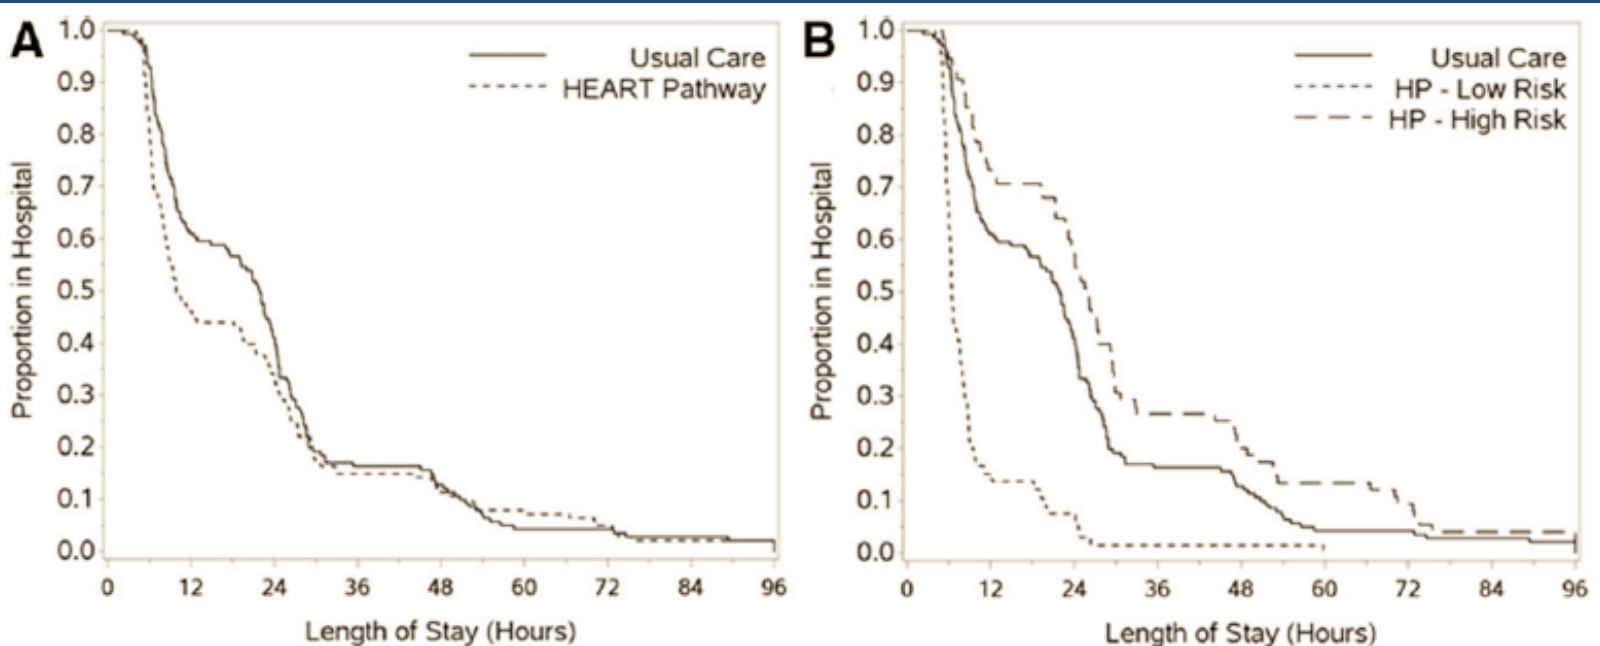 A
Usual Care
HEART Pathway
Proportion in Hospital
1.0
0.9
0.8
0.7
0.6
0.5
0.4
0.3
0.2
0.1
0.0
0 12 24 36 48 60 72 84 96
Length of Stay (Hours)
B
Usual Care
HP - Low Risk
HP - High Risk
Proportion in Hospital
1.0
0.9
0.8
0.7
0.6
0.5
0.4
0.3
0.2
0.1
0.0
0 12 24 36 48 60 72 84 96
Length of Stay (Hours)